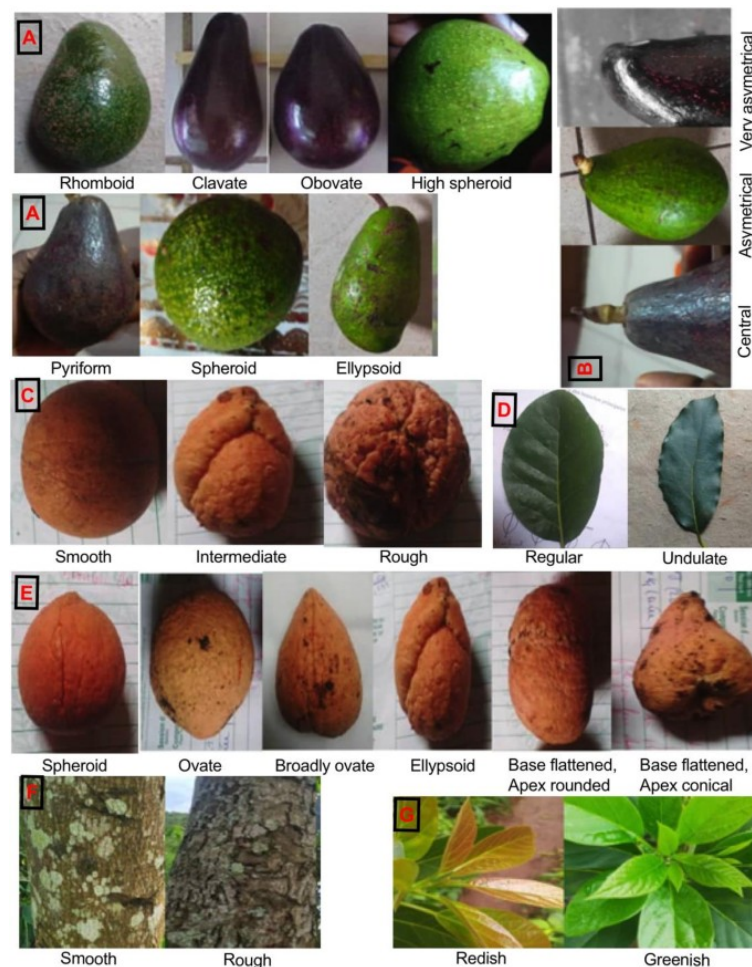 A
Rhomboid Clavate Obovate High spheroid
A
Pyriform Spheroid Ellypsoid
Very asymetrical
Asymetrical
Central
B
C
Smooth Intermediate Rough
D
Regular Undulate
E
Spheroid Ovate Broadly ovate Ellypsoid Base flattened, Apex rounded Base flattened, Apex conical
F
Smooth Rough
G
Redish Greenish